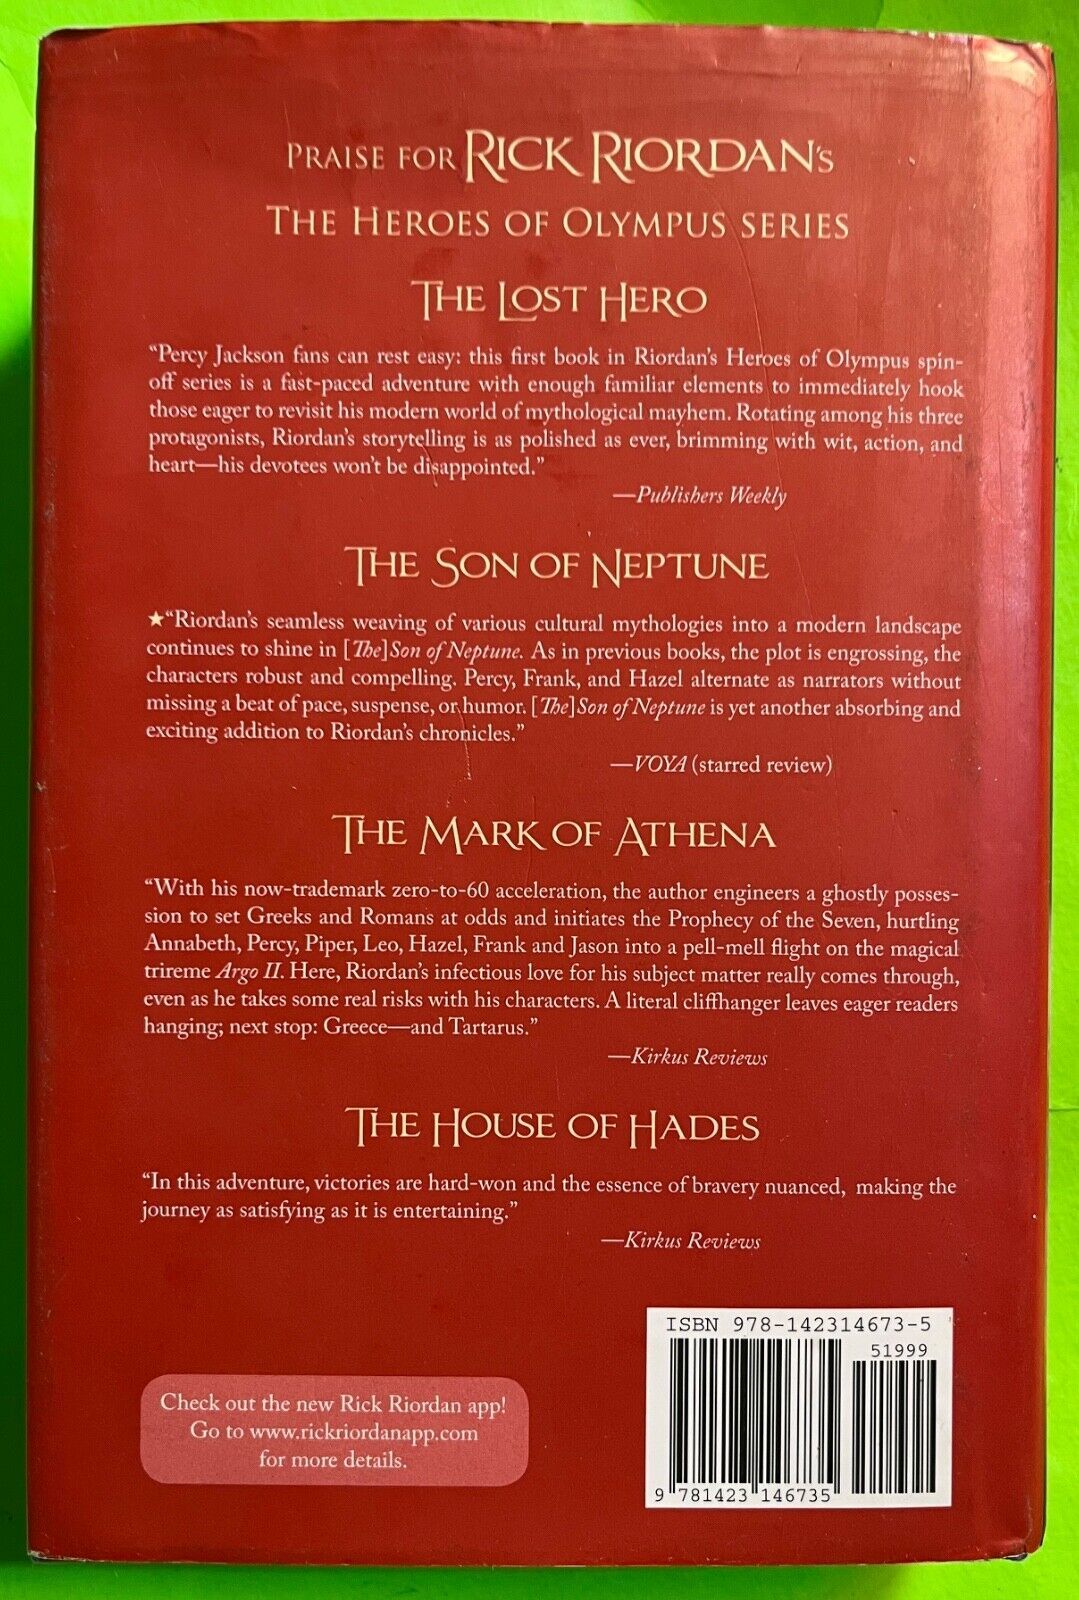 PRAISE FOR RICK RIORDAN'S
THE HEROES OF OLYMPUS SERIES
THE LOST HERO
“Percy Jackson fans can rest easy: this first book in Riordan’s Heroes of Olympus spin-
off series is a fast-paced adventure with enough familiar elements to immediately hook
those eager to revisit his modern world of mythological mayhem. Rotating among his three
protagonists, Riordan’s storytelling is as polished as ever, brimming with wit, action, and
heart—his devotees won’t be disappointed.”
—Publishers Weekly
THE SON OF NEPTUNE
★“Riordan’s seamless weaving of various cultural mythologies into a modern landscape
continues to shine in [The] Son of Neptune. As in previous books, the plot is engrossing, the
characters robust and compelling. Percy, Frank, and Hazel alternate as narrators without
missing a beat of pace, suspense, or humor. [The] Son of Neptune is yet another absorbing and
exciting addition to Riordan’s chronicles.”
—VOYA (starred review)
THE MARK OF ATHENA
“With his now-trademark zero-to-60 acceleration, the author engineers a ghostly posses-
sion to set Greeks and Romans at odds and initiates the Prophecy of the Seven, hurtling
Annabeth, Percy, Piper, Leo, Hazel, Frank and Jason into a pell-mell flight on the magical
trireme Argo II. Here, Riordan’s infectious love for his subject matter really comes through,
even as he takes some real risks with his characters. A literal cliffhanger leaves eager readers
hanging; next stop: Greece—and Tartarus.”
—Kirkus Reviews
THE HOUSE OF HADES
“In this adventure, victories are hard-won and the essence of bravery nuanced, making the
journey as satisfying as it is entertaining.”
—Kirkus Reviews
ISBN 978-142314673-5
51999
9 781423 146735
Check out the new Rick Riordan app!
Go to www.rickriordanapp.com
for more details.